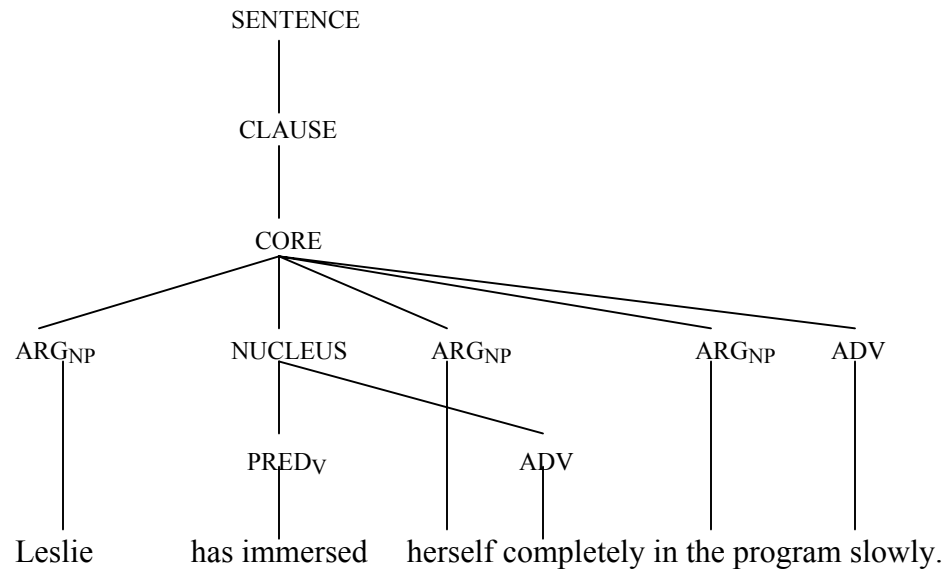 SENTENCE
CLAUSE
CORE
ARGNP NUCLEUS ARGNP ARGNP ADV
PREDV ADV
Leslie has immersed herself completely in the program slowly.